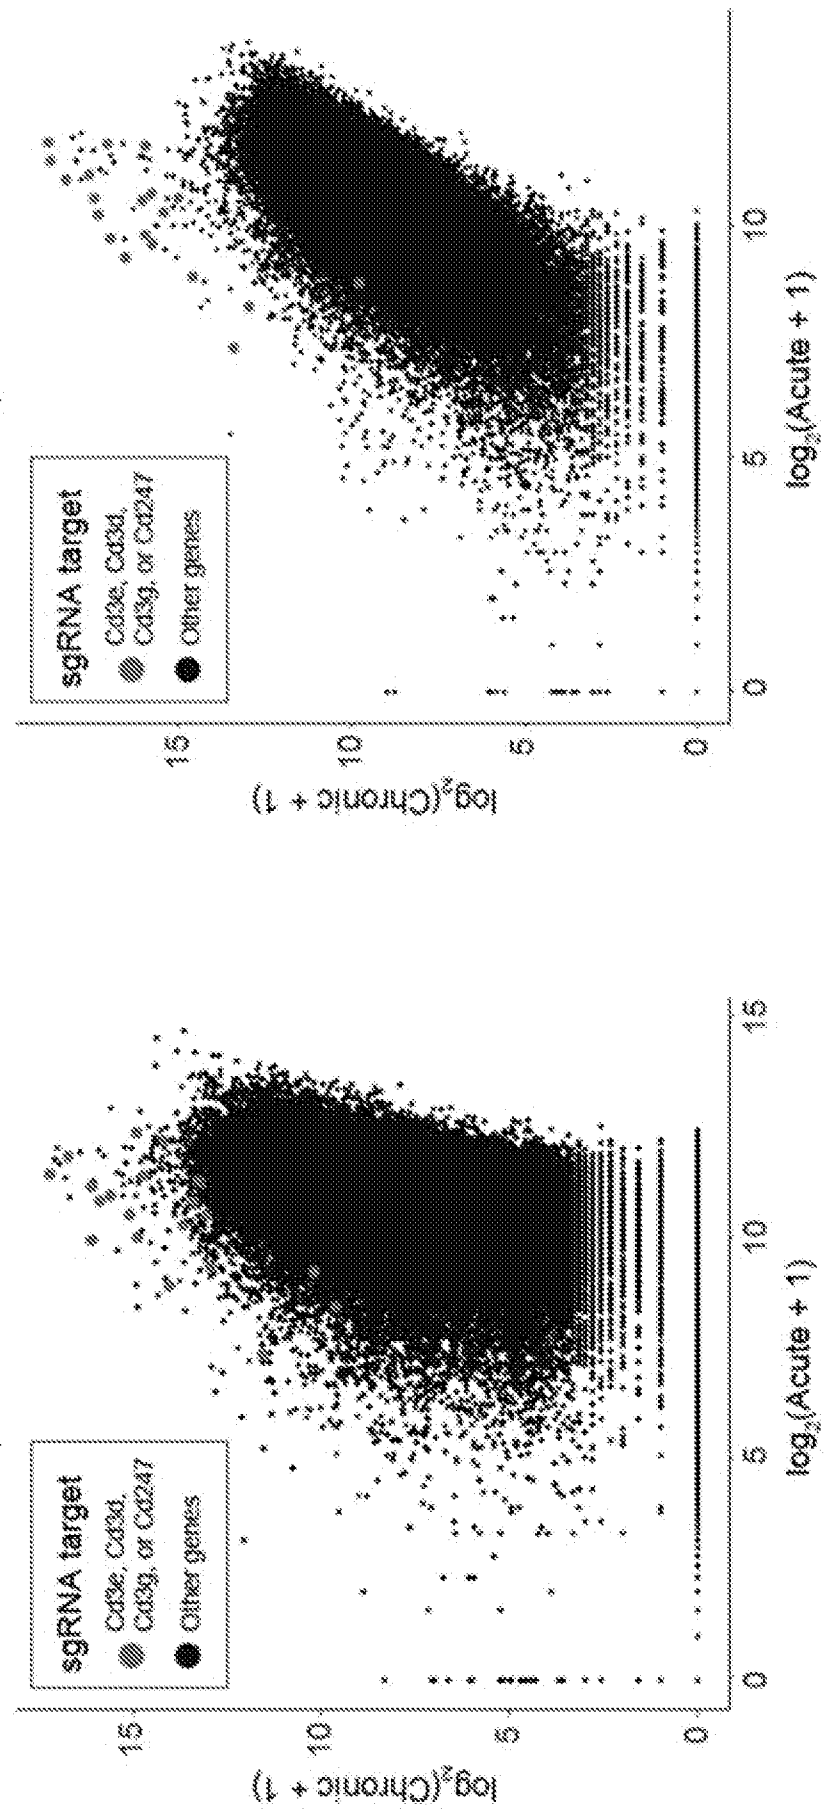 sgRNA target
Cd3e, Cd3d,
Cd3g, or Cd247
Other genes
log₂(Chronic + 1)
15
10
5
0
0
5
10
15
log₂(Acute + 1)
sgRNA target
Cd3e, Cd3d,
Cd3g, or Cd247
Other genes
log₂(Chronic + 1)
15
10
5
0
0
5
10
log₂(Acute + 1)